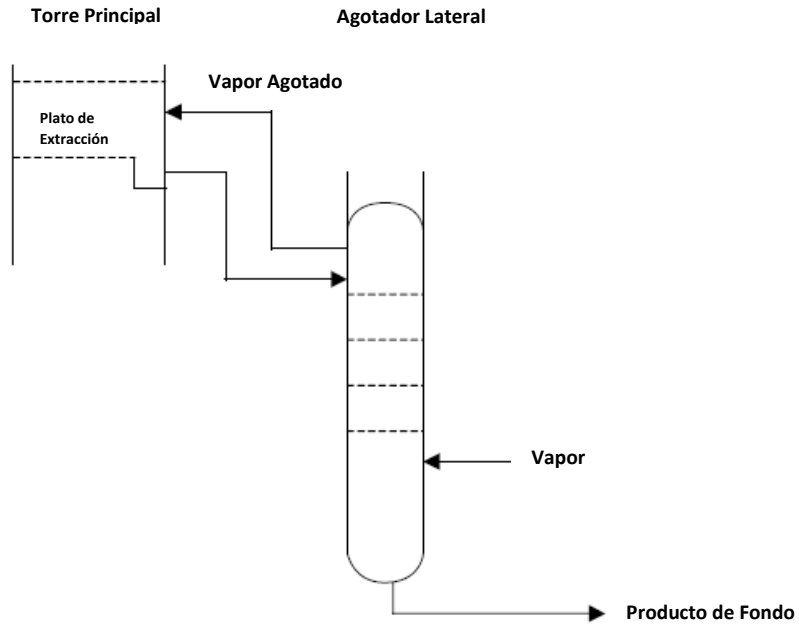 Torre Principal
Agotador Lateral
Vapor Agotado
Plato de
Extracción
Vapor
Producto de Fondo